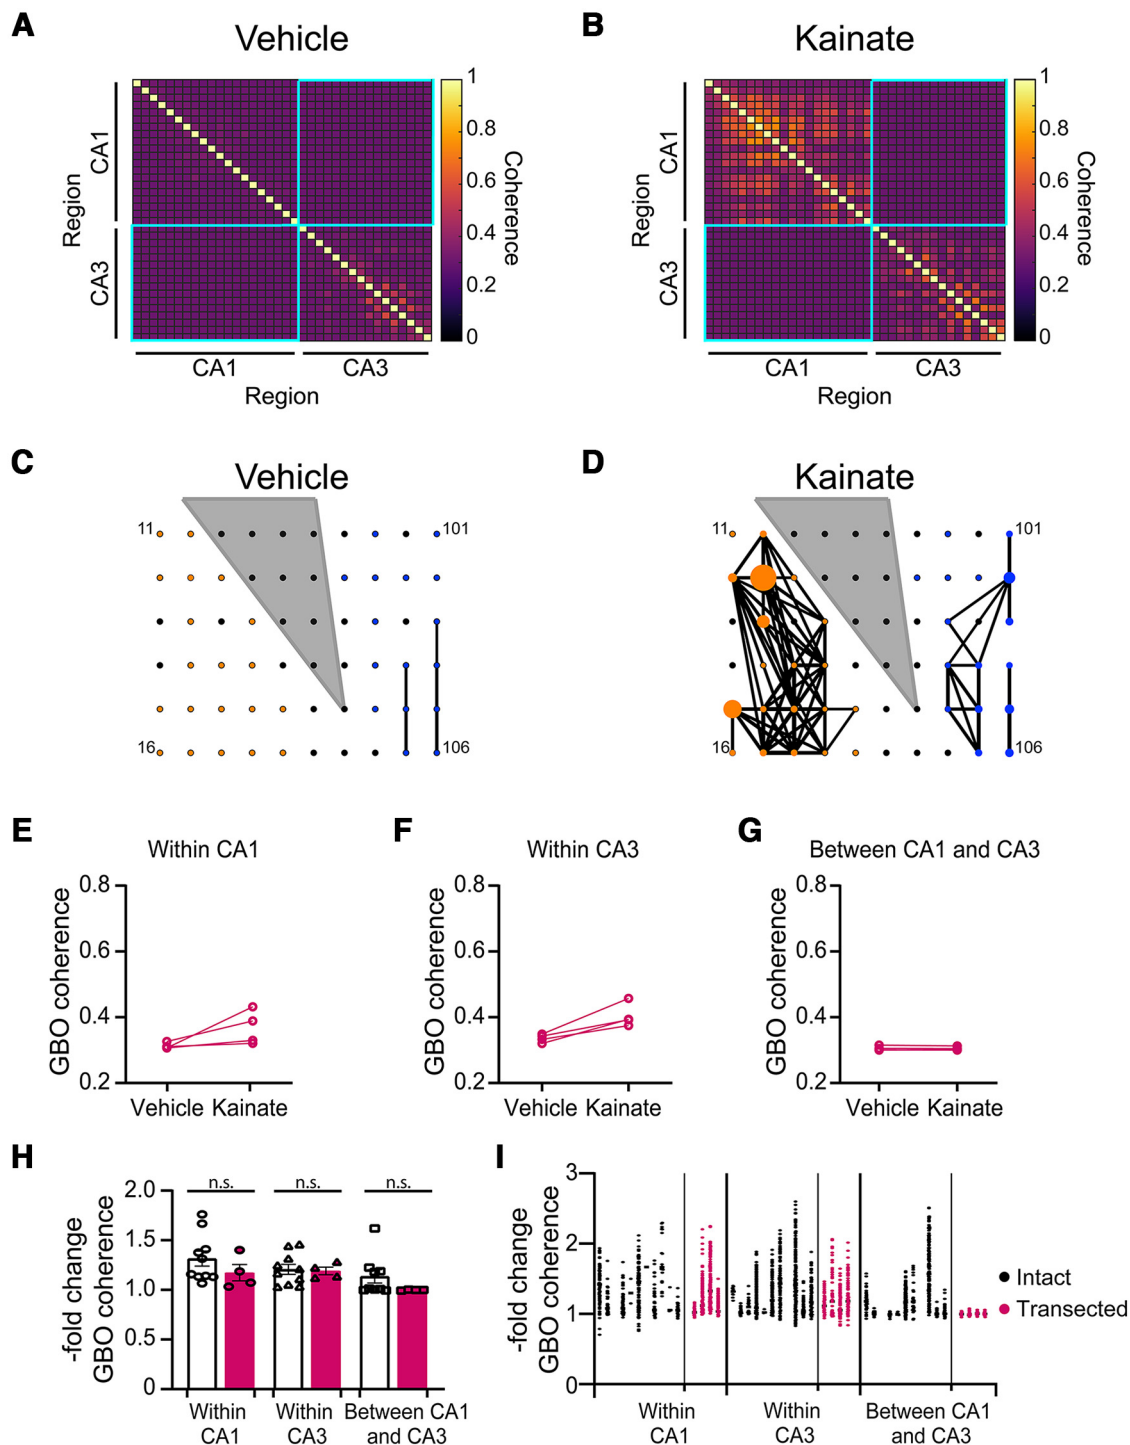 A
Vehicle
CA1
CA3
Region
CA1
CA3
Region
1
0.8
0.6
0.4
0.2
0
Coherence
B
Kainate
CA1
CA3
Region
CA1
CA3
Region
1
0.8
0.6
0.4
0.2
0
Coherence
C
Vehicle
11
101
16
106
D
Kainate
11
101
16
106
E
Within CA1
GBO coherence
0.8
0.6
0.4
0.2
Vehicle Kainate
F
Within CA3
GBO coherence
0.8
0.6
0.4
0.2
Vehicle Kainate
G
Between CA1 and CA3
GBO coherence
0.8
0.6
0.4
0.2
Vehicle Kainate
H
-fold change
GBO coherence
2.0
1.5
1.0
0.5
0
n.s.
n.s.
n.s.
Within
CA1
Within
CA3
Between CA1
and CA3
I
-fold change
GBO coherence
3
2
1
0
Within
CA1
Within
CA3
Between CA1
and CA3
Intact
Transected